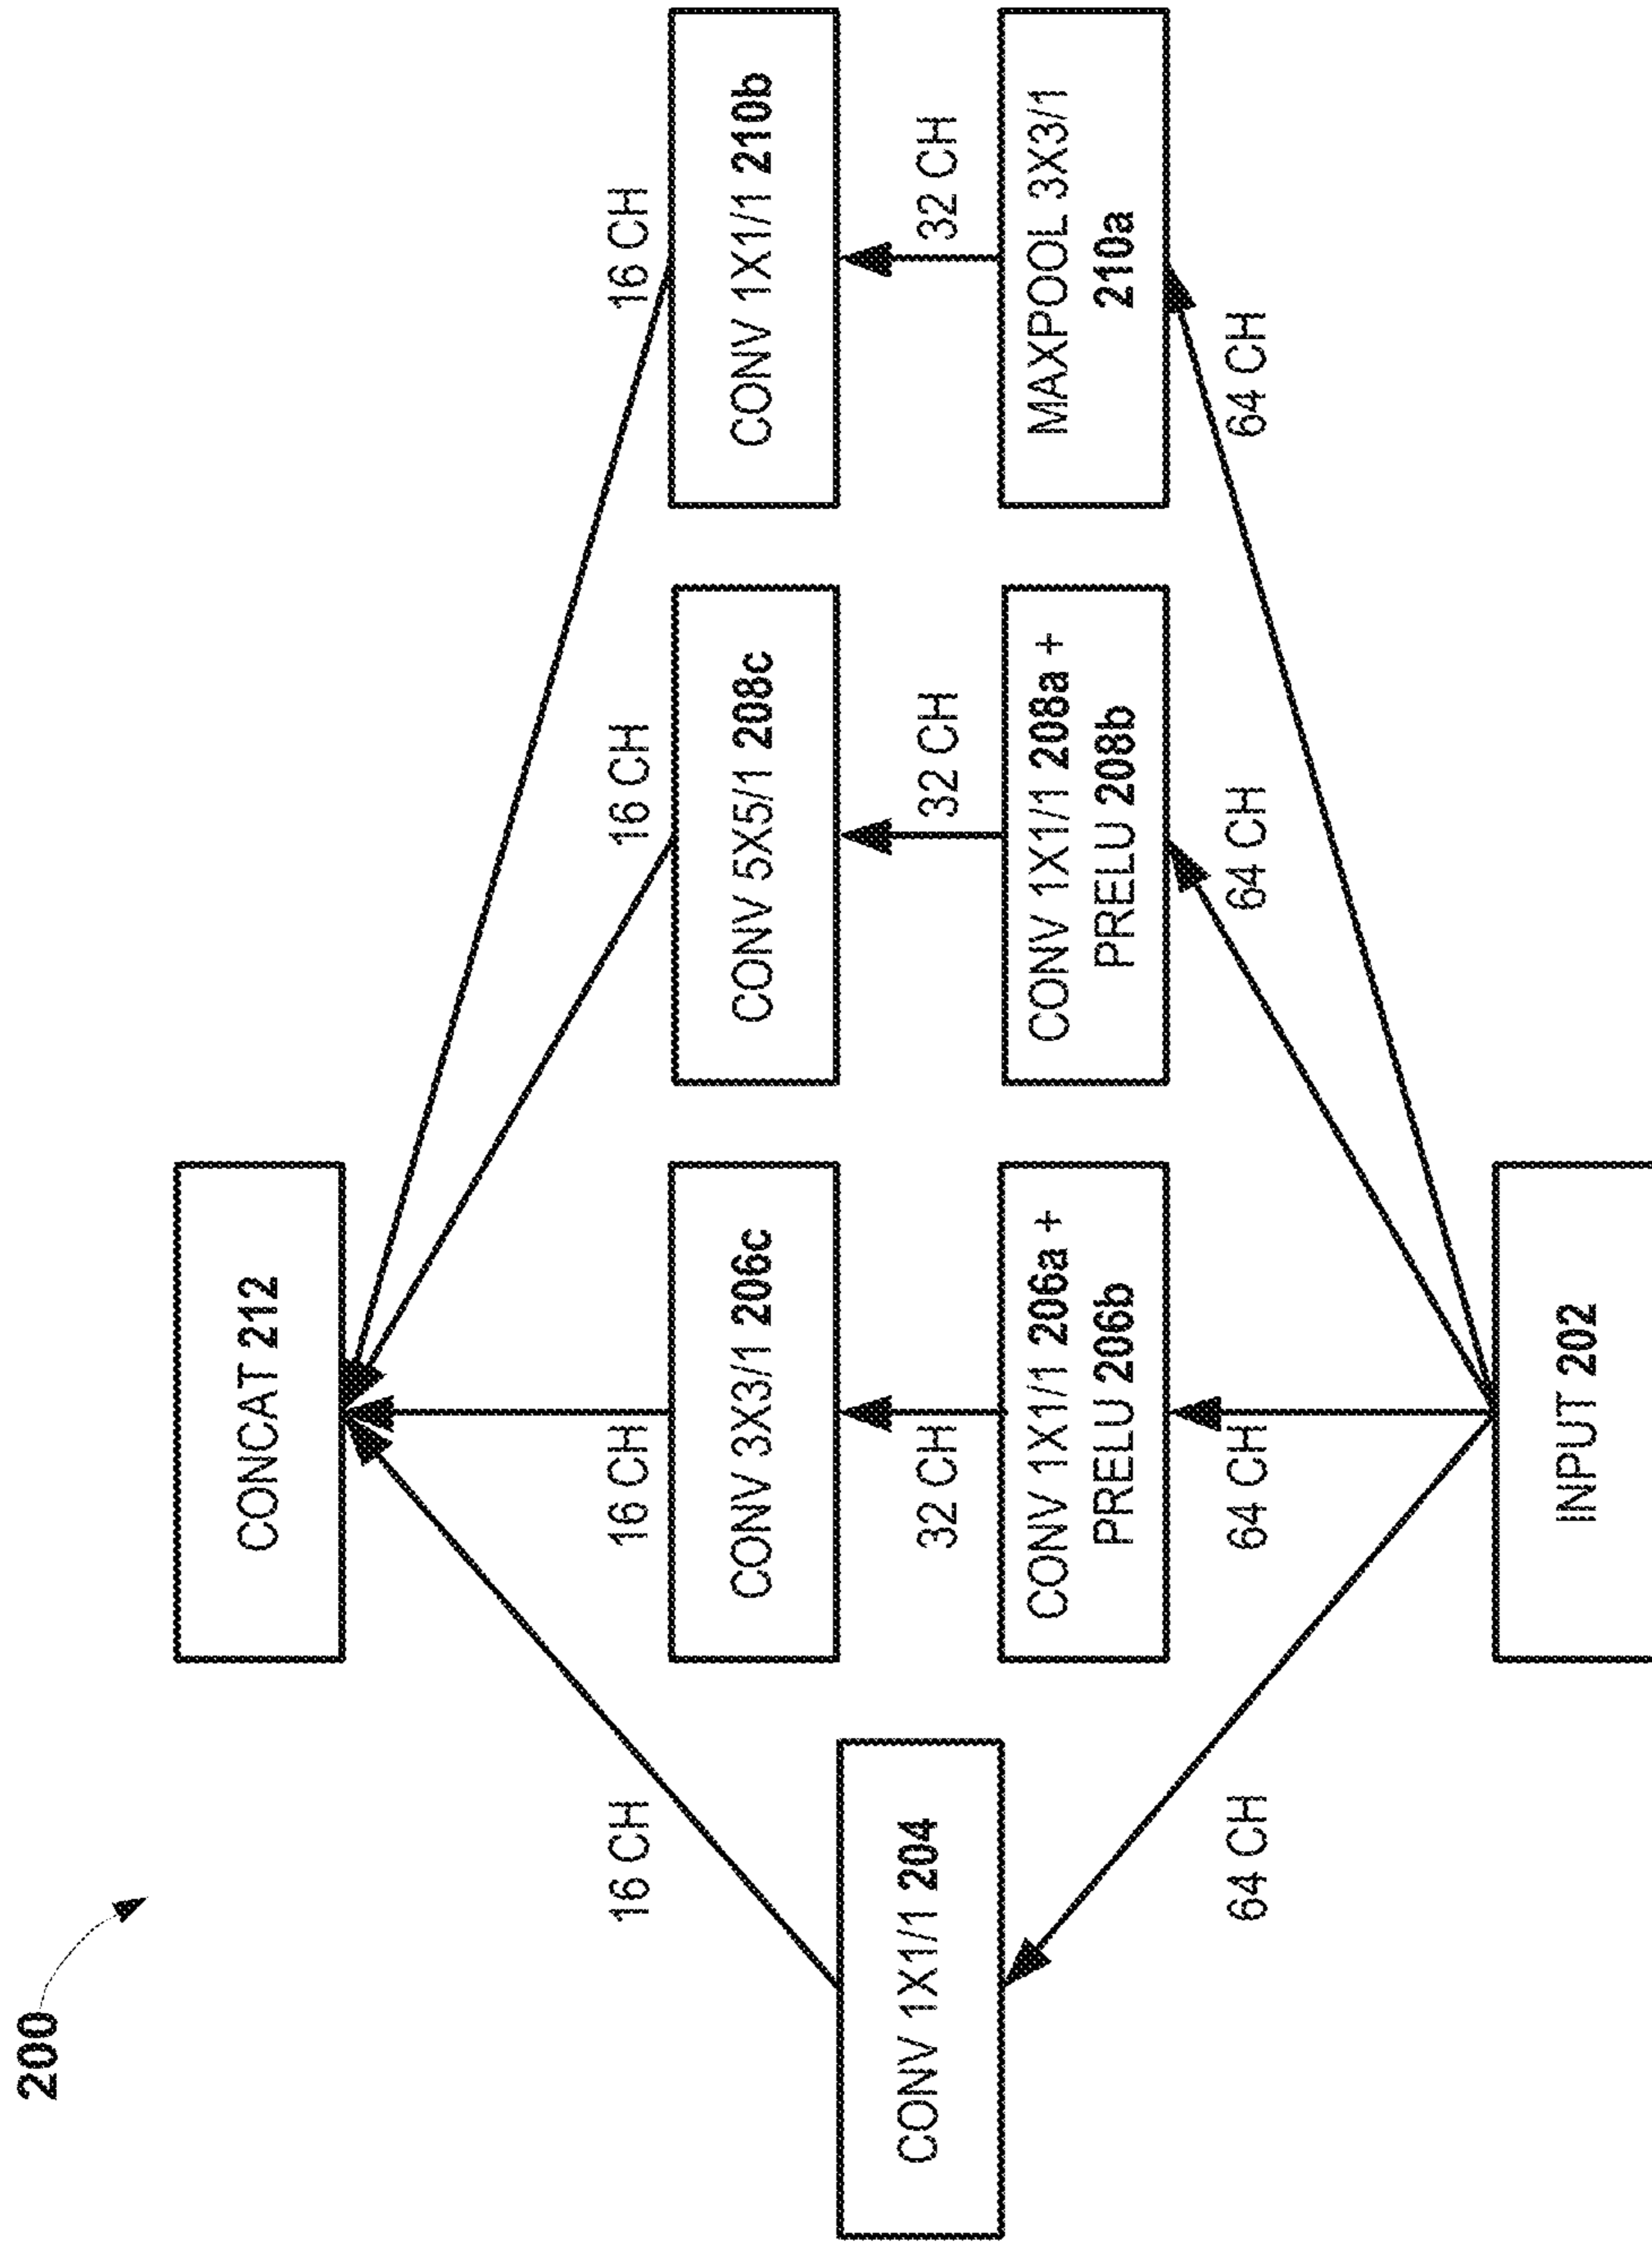 200
CONCAT 212
16 CH
16 CH
16 CH
16 CH
CONV 3X3/1 206c
CONV 5X5/1 208c
CONV 1X1/1 210b
CONV 1X1/1 204
32 CH
32 CH
32 CH
CONV 1X1/1 206a +
PRELU 206b
CONV 1X1/1 208a +
PRELU 208b
MAXPOOL 3X3/1
210a
64 CH
64 CH
64 CH
64 CH
INPUT 202